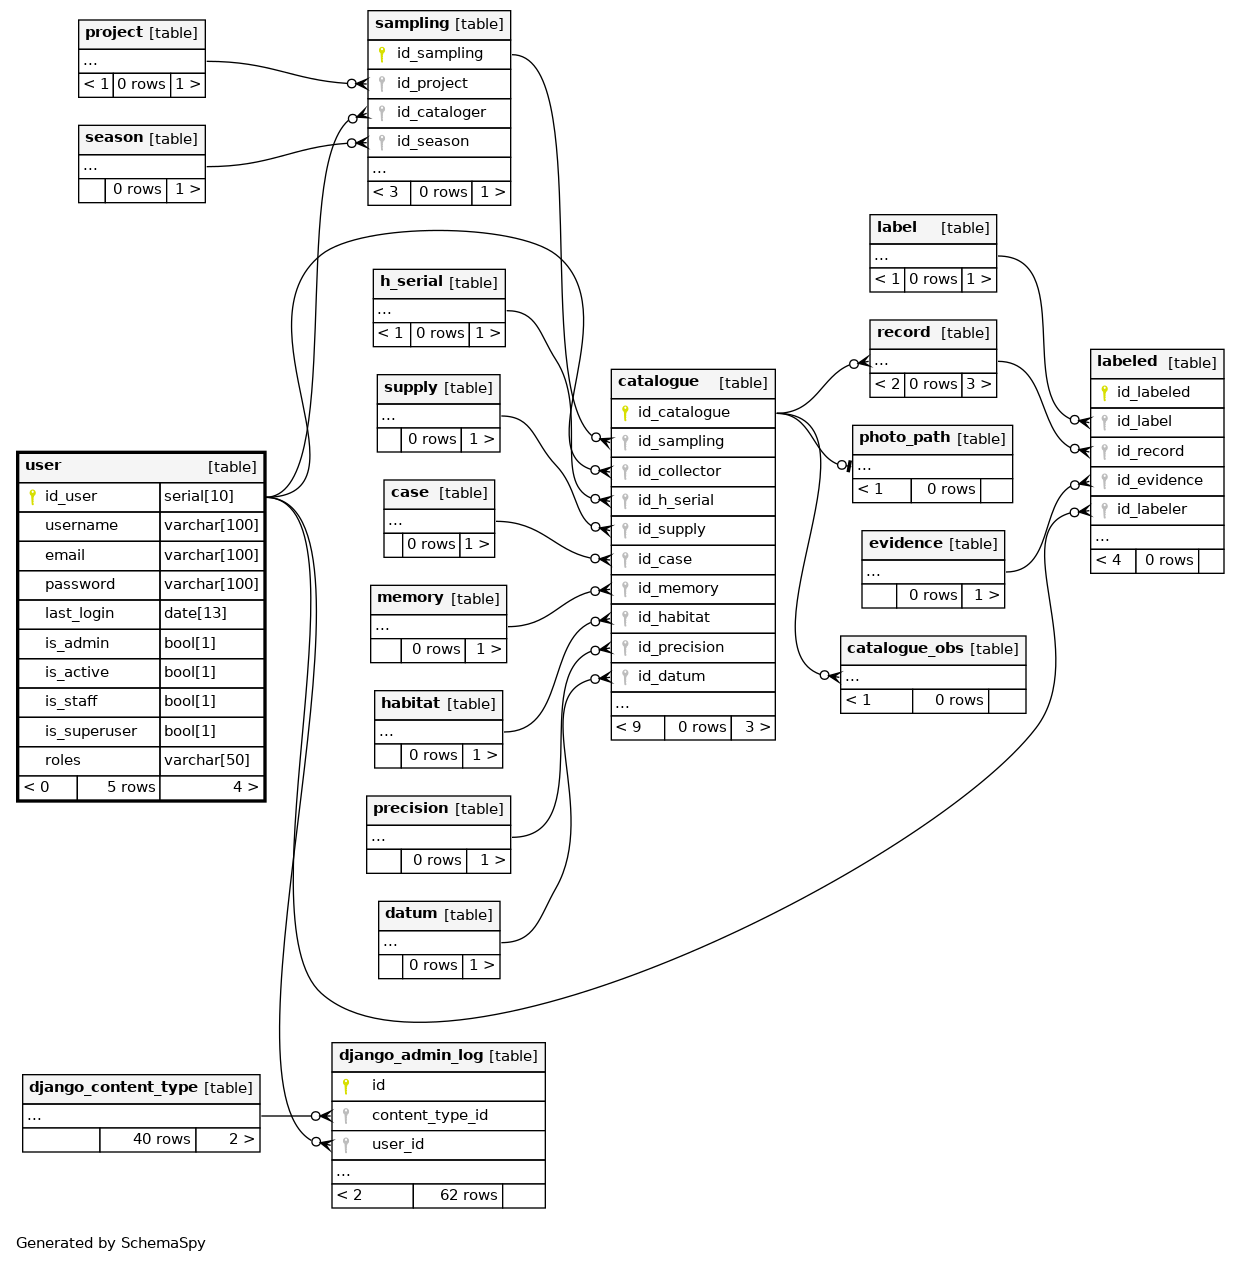 project [table]
...
< 1 0 rows 1 >
season [table]
...
0 rows 1 >
sampling [table]
id_sampling
id_project
id_cataloger
id_season
...
< 3 0 rows 1 >
h_serial [table]
...
< 1 0 rows 1 >
supply [table]
...
0 rows 1 >
case [table]
...
0 rows 1 >
memory [table]
...
0 rows 1 >
habitat [table]
...
0 rows 1 >
precision [table]
...
0 rows 1 >
datum [table]
...
0 rows 1 >
user [table]
id_user serial[10]
username varchar[100]
email varchar[100]
password varchar[100]
last_login date[13]
is_admin bool[1]
is_active bool[1]
is_staff bool[1]
is_superuser bool[1]
roles varchar[50]
< 0 5 rows 4 >
catalogue [table]
id_catalogue
id_sampling
id_collector
id_h_serial
id_supply
id_case
id_memory
id_habitat
id_precision
id_datum
...
< 9 0 rows 3 >
label [table]
...
< 1 0 rows 1 >
record [table]
...
< 2 0 rows 3 >
photo_path [table]
...
< 1 0 rows
evidence [table]
...
0 rows 1 >
catalogue_obs [table]
...
< 1 0 rows
labeled [table]
id_labeled
id_label
id_record
id_evidence
id_labeler
...
< 4 0 rows
django_content_type [table]
...
40 rows 2 >
django_admin_log [table]
id
content_type_id
user_id
...
< 2 62 rows
Generated by SchemaSpy